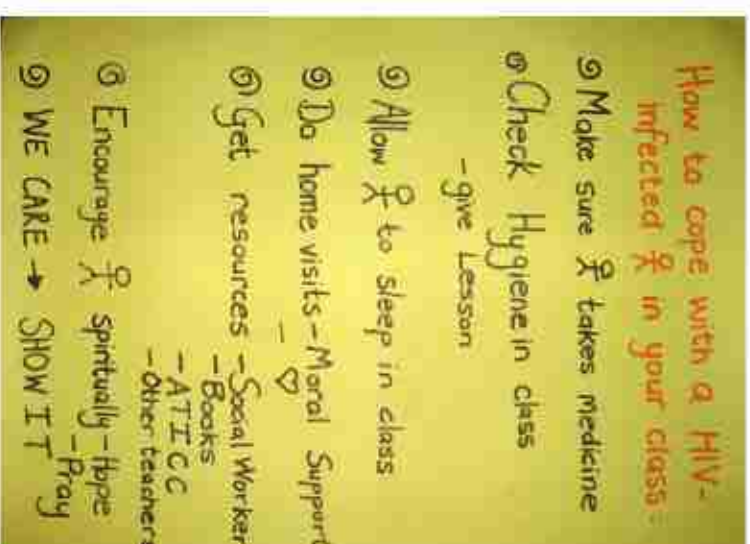 How to cope with a HIV-
infected in your class:
Make sure takes medicine
Check Hygiene in class
- give Lesson
Allow to sleep in class
Do home visits - Moral Support
- ♡
Get resources - Social Worker
- Books
- ATICC
- Other teachers
Encourage spiritually - Hope
- Pray
WE CARE → SHOW IT